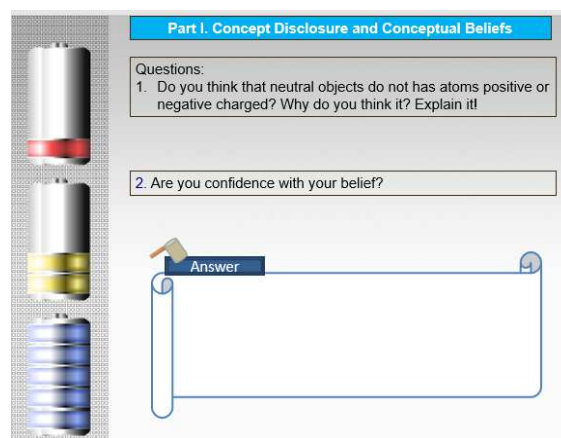 Part I. Concept Disclosure and Conceptual Beliefs
Questions:
1. Do you think that neutral objects do not has atoms positive or
negative charged? Why do you think it? Explain it!
2. Are you confidence with your belief?
Answer